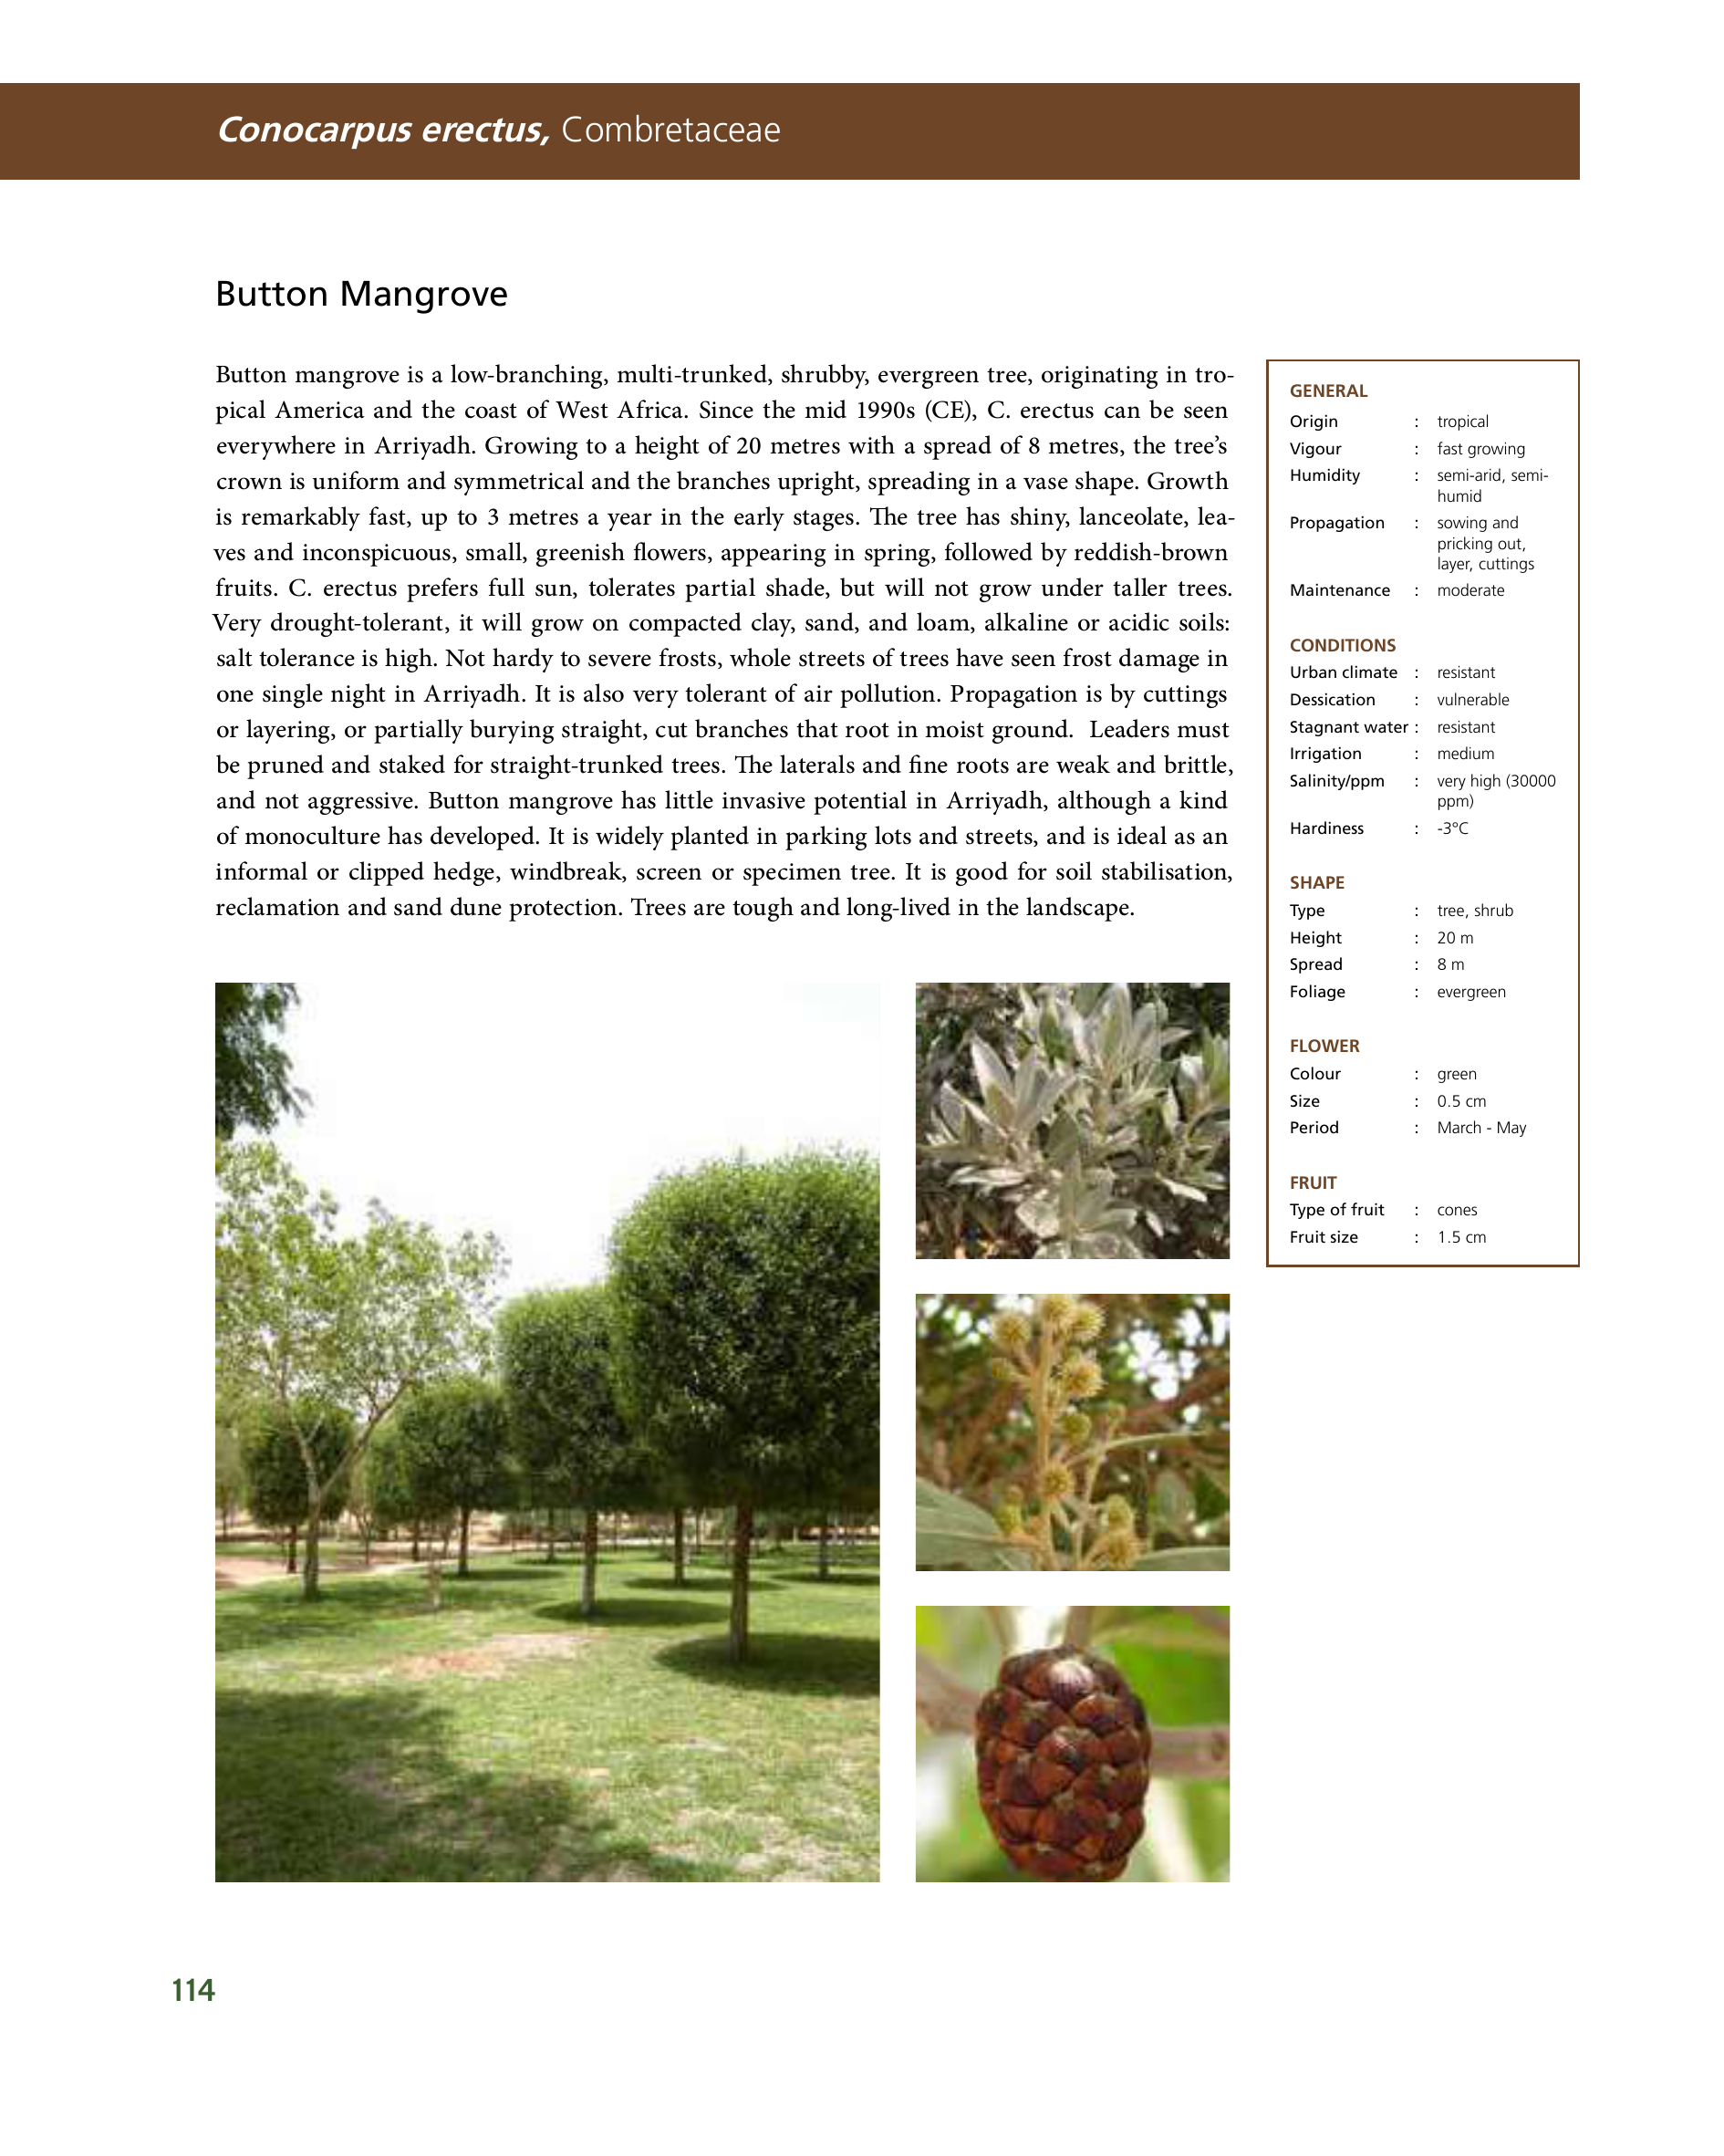 Conocarpus erectus, Combretaceae
Button Mangrove
Button mangrove is a low-branching, multi-trunked, shrubby, evergreen tree, originating in tro-
pical America and the coast of West Africa. Since the mid 1990s (CE), C. erectus can be seen
everywhere in Arriyadh. Growing to a height of 20 metres with a spread of 8 metres, the tree’s
crown is uniform and symmetrical and the branches upright, spreading in a vase shape. Growth
is remarkably fast, up to 3 metres a year in the early stages. The tree has shiny, lanceolate, lea-
ves and inconspicuous, small, greenish flowers, appearing in spring, followed by reddish-brown
fruits. C. erectus prefers full sun, tolerates partial shade, but will not grow under taller trees.
Very drought-tolerant, it will grow on compacted clay, sand, and loam, alkaline or acidic soils:
salt tolerance is high. Not hardy to severe frosts, whole streets of trees have seen frost damage in
one single night in Arriyadh. It is also very tolerant of air pollution. Propagation is by cuttings
or layering, or partially burying straight, cut branches that root in moist ground. Leaders must
be pruned and staked for straight-trunked trees. The laterals and fine roots are weak and brittle,
and not aggressive. Button mangrove has little invasive potential in Arriyadh, although a kind
of monoculture has developed. It is widely planted in parking lots and streets, and is ideal as an
informal or clipped hedge, windbreak, screen or specimen tree. It is good for soil stabilisation,
reclamation and sand dune protection. Trees are tough and long-lived in the landscape.
GENERAL
Origin : tropical
Vigour : fast growing
Humidity : semi-arid, semi-
humid
Propagation : sowing and
pricking out,
layer, cuttings
Maintenance : moderate
CONDITIONS
Urban climate : resistant
Dessication : vulnerable
Stagnant water : resistant
Irrigation : medium
Salinity/ppm : very high (30000
ppm)
Hardiness : -3°C
SHAPE
Type : tree, shrub
Height : 20 m
Spread : 8 m
Foliage : evergreen
FLOWER
Colour : green
Size : 0.5 cm
Period : March - May
FRUIT
Type of fruit : cones
Fruit size : 1.5 cm
114